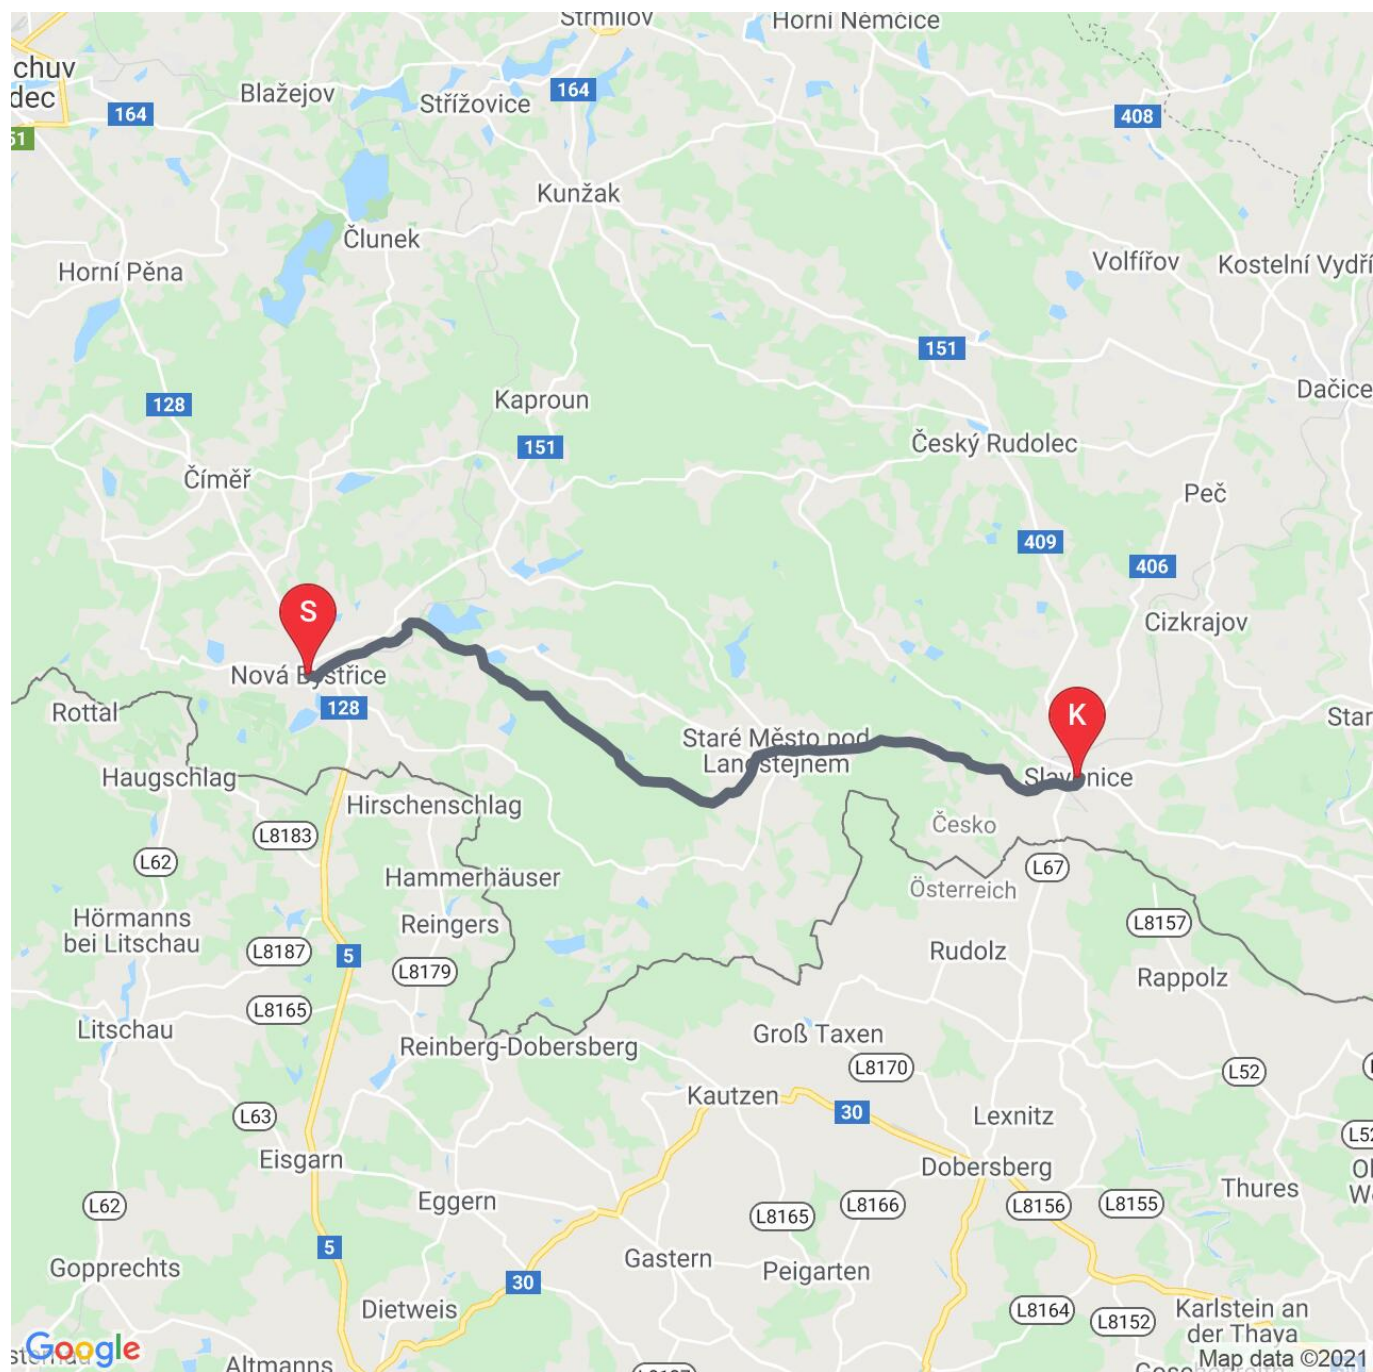 Strmilov
Horní Němčice
chuv
dec
Blažejov
164
Střížovice
164
408
51
Kunžak
Člunek
Volfířov
Kostelní Vydří
Horní Pěna
151
Dačice
128
Kaproun
151
Český Rudolec
Číměř
Peč
409
406
S
Cizkrajov
Nová Bystřice
128
K
Rottal
Star
Staré Město pod
Landštejnem
Haugschlag
Slavonice
Hirschenschlag
L8183
Česko
L62
L67
Hammerhäuser
Österreich
Hörmanns
bei Litschau
Reingers
L8157
L8187
5
Rudolz
L8179
Rappolz
L8165
Litschau
Groß Taxen
Reinberg-Dobersberg
L8170
L52
Kautzen
30
Lexnitz
L63
L52
Eisgarn
Dobersberg
Thures
Eggern
L62
L8165
L8166
L8156
L8155
5
Gastern
Gopprechts
Peigarten
30
Dietweis
L8164
L8152
Karlstein an
der Thaya
Google
Altmanns
Map data ©2021